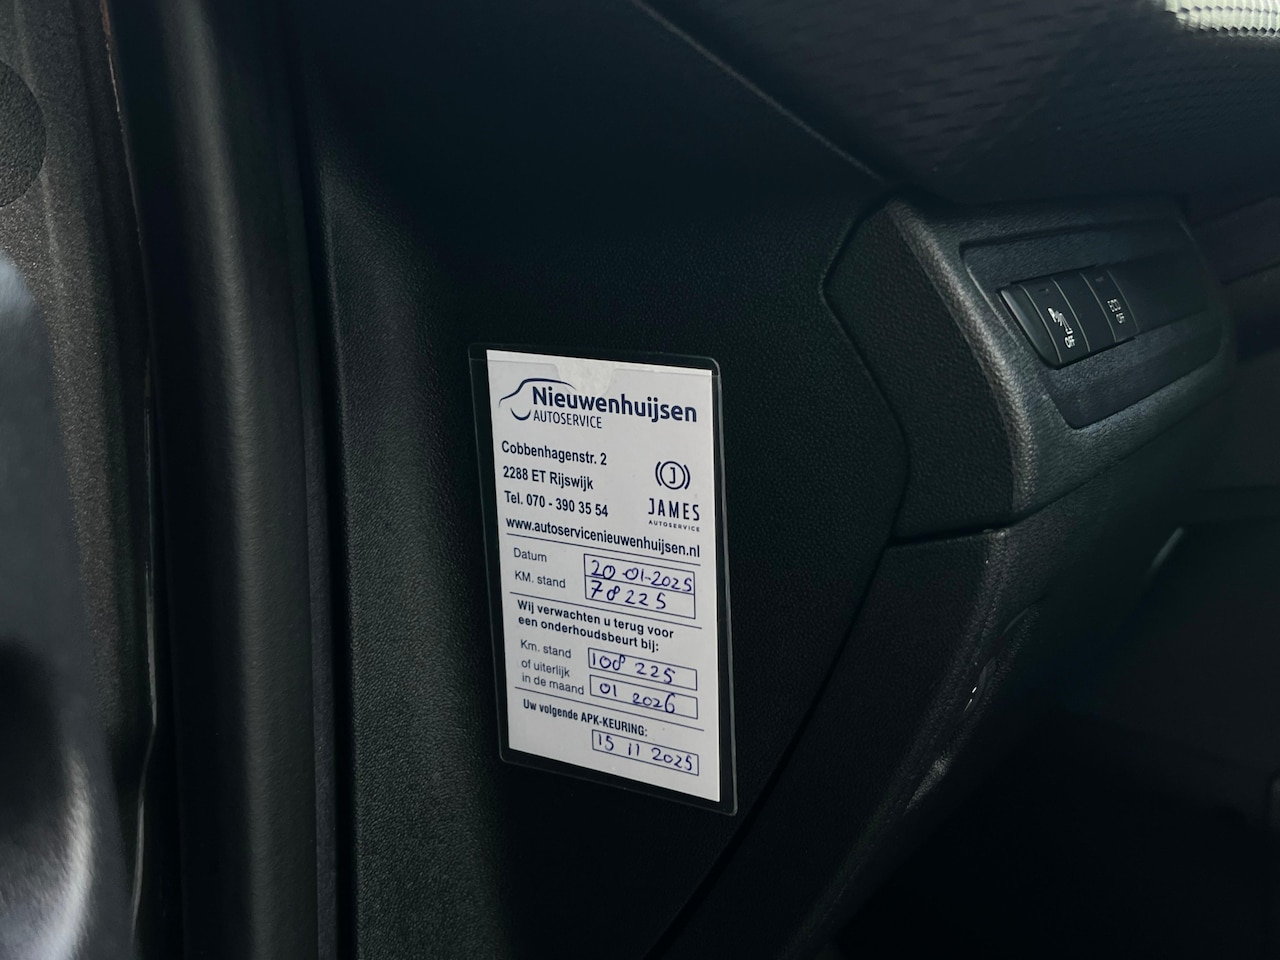 Nieuwenhuijsen
AUTOSERVICE
Cobbenhagenstr. 2
2288 ET Rijswijk
Tel. 070 - 390 35 54
J
JAMES
AUTOSERVICE
www.autoservicenieuwenhuijsen.nl
Datum 20-01-2025
KM. stand 78225
Wij verwachten u terug voor
een onderhoudsbeurt bij:
Km. stand 108 225
of uiterlijk
in de maand 01 2026
Uw volgende APK-KEURING:
15 11 2025
OFF
ECO
OFF